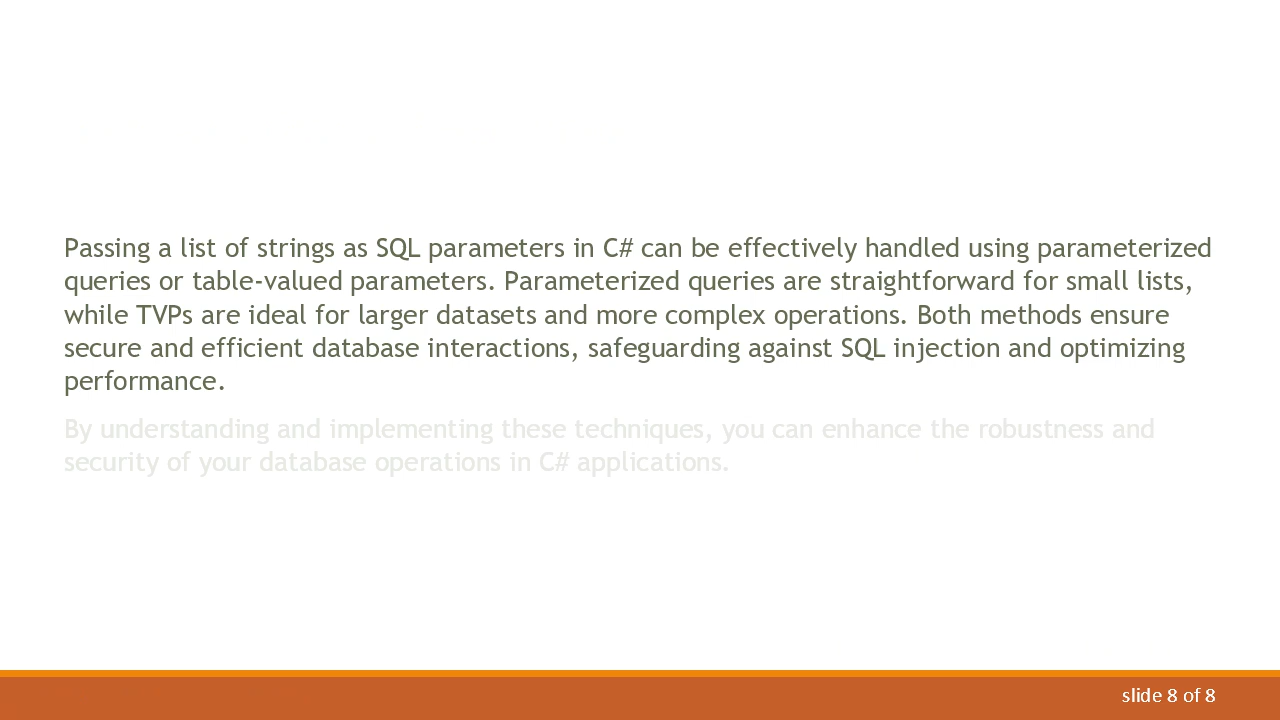 Passing a list of strings as SQL parameters in C# can be effectively handled using parameterized
queries or table-valued parameters. Parameterized queries are straightforward for small lists,
while TVPs are ideal for larger datasets and more complex operations. Both methods ensure
secure and efficient database interactions, safeguarding against SQL injection and optimizing
performance.
By understanding and implementing these techniques, you can enhance the robustness and
security of your database operations in C# applications.
slide 8 of 8